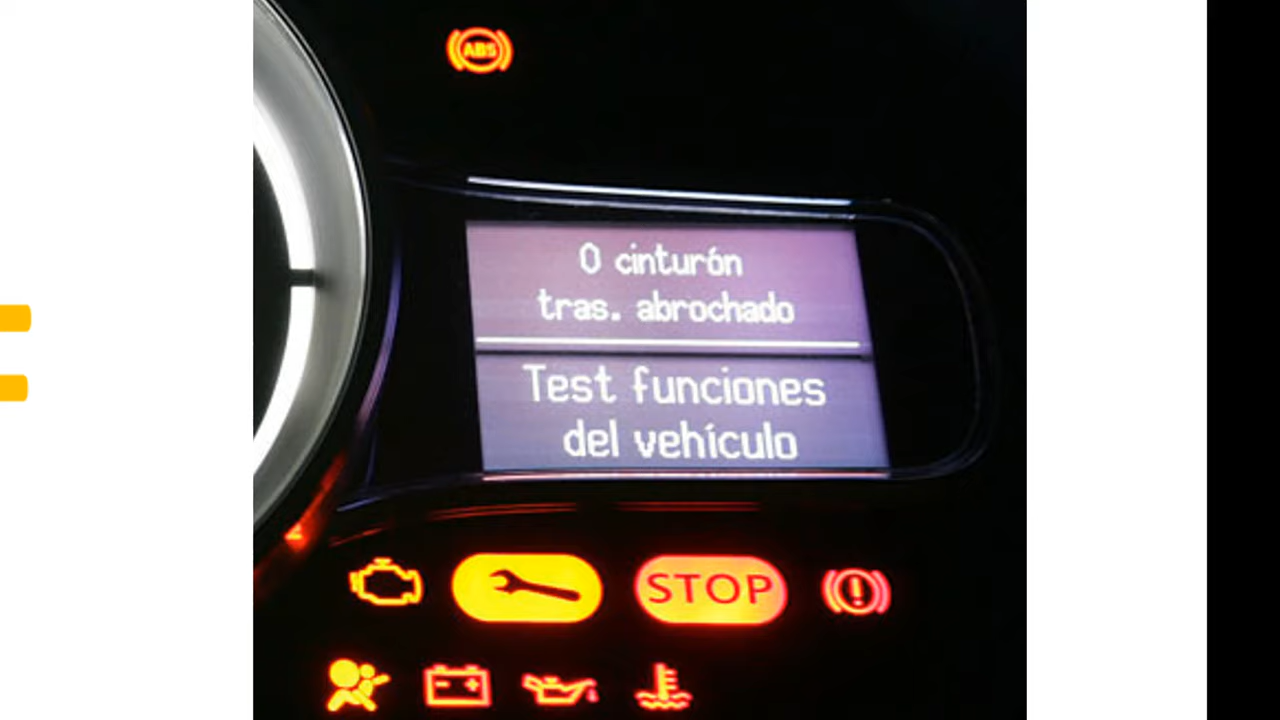 ABS
0 cinturón
tras. abrochado
Test funciones
del vehículo
STOP